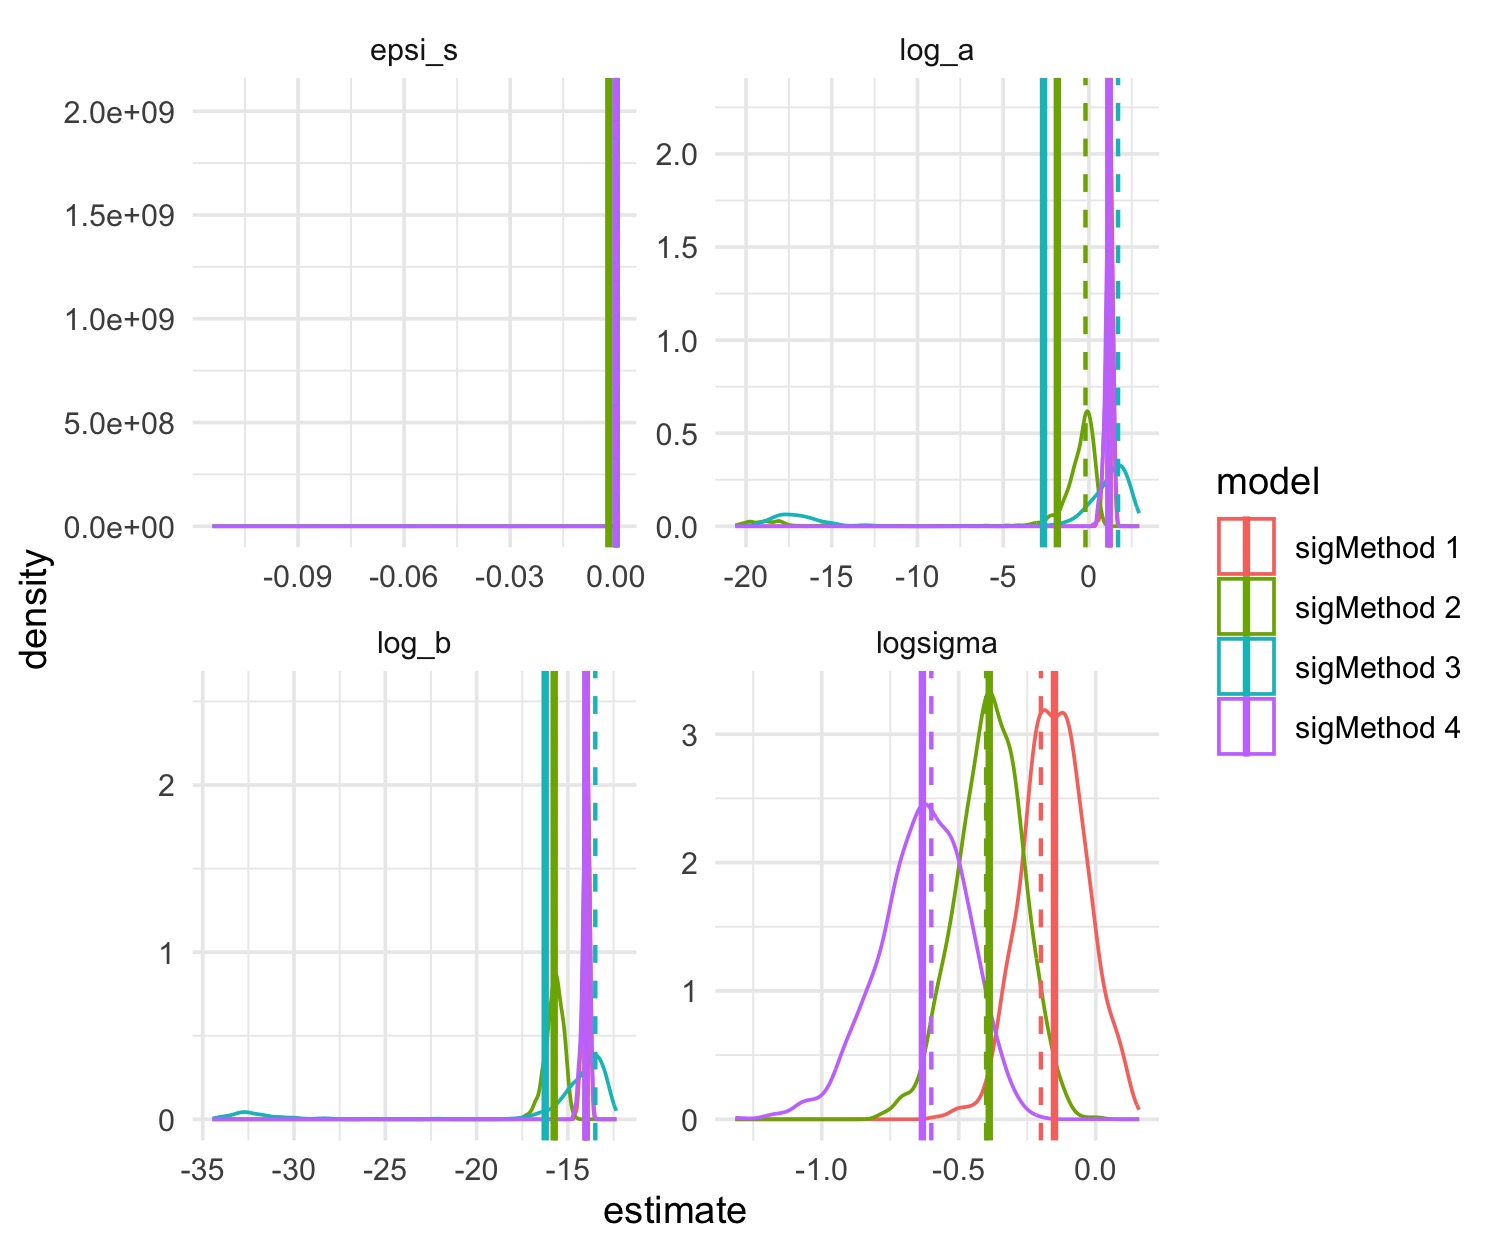 epsi_s
log_a
2.0e+09
1.5e+09
1.0e+09
5.0e+08
0.0e+00
-0.09 -0.06 -0.03 0.00
2.0
1.5
1.0
0.5
0.0
-20 -15 -10 -5 0
log_b
logsigma
2
1
0
-35 -30 -25 -20 -15
3
2
1
0
-1.0 -0.5 0.0
density
estimate
model
sigMethod 1
sigMethod 2
sigMethod 3
sigMethod 4